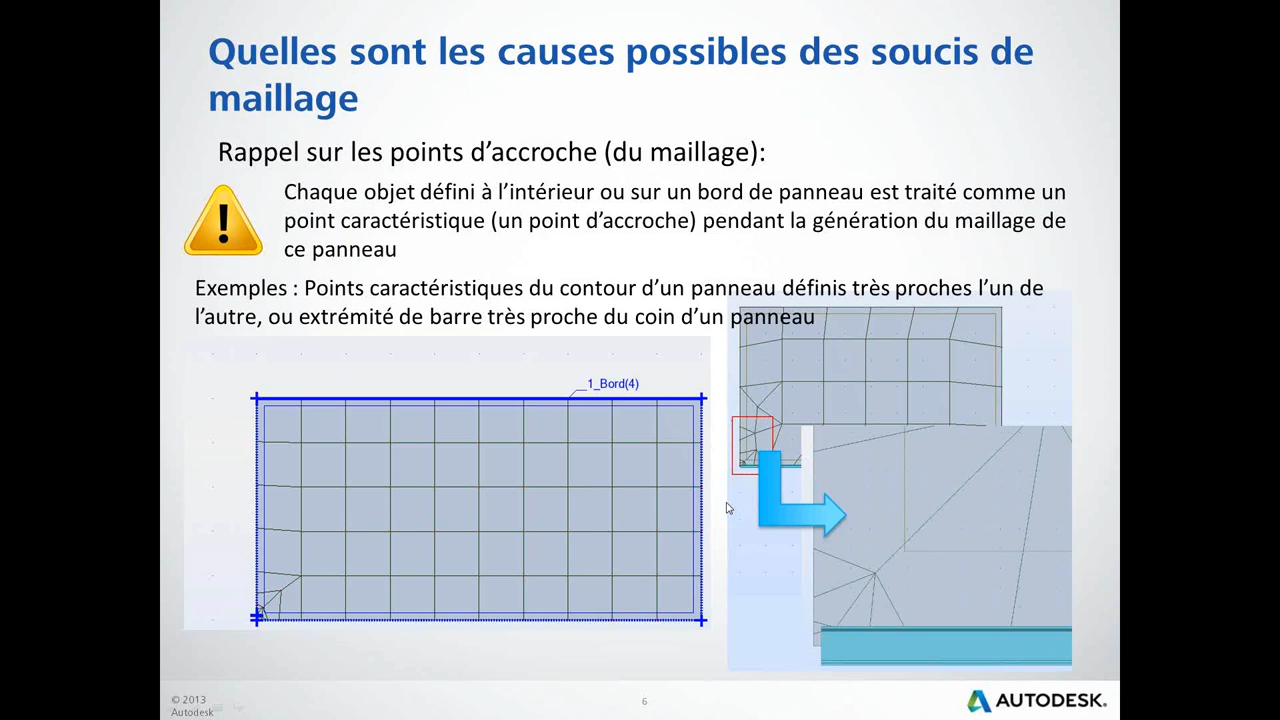 Quelles sont les causes possibles des soucis de
maillage
Rappel sur les points d’accroche (du maillage):
Chaque objet défini à l’intérieur ou sur un bord de panneau est traité comme un
point caractéristique (un point d’accroche) pendant la génération du maillage de
ce panneau
Exemples : Points caractéristiques du contour d’un panneau définis très proches l’un de
l’autre, ou extrémité de barre très proche du coin d’un panneau
1_Bord(4)
© 2013
Autodesk
6
AUTODESK.